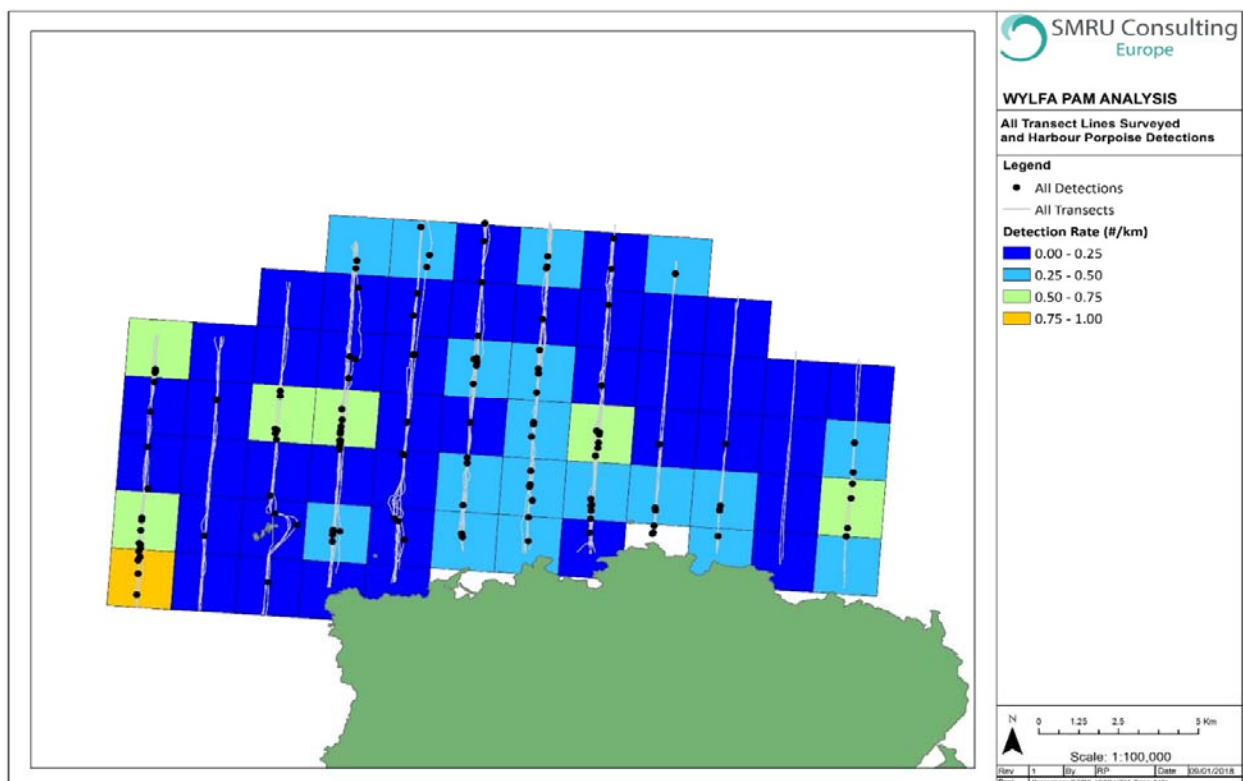 SMRU Consulting
Europe
WYLFA PAM ANALYSIS
All Transect Lines Surveyed
and Harbour Porpoise Detections
Legend
All Detections
All Transects
Detection Rate (#/km)
0.00 - 0.25
0.25 - 0.50
0.50 - 0.75
0.75 - 1.00
N
0 1.25 2.5 5 Km
Scale: 1:100,000
Rev 1 By RP Date 09/01/2018